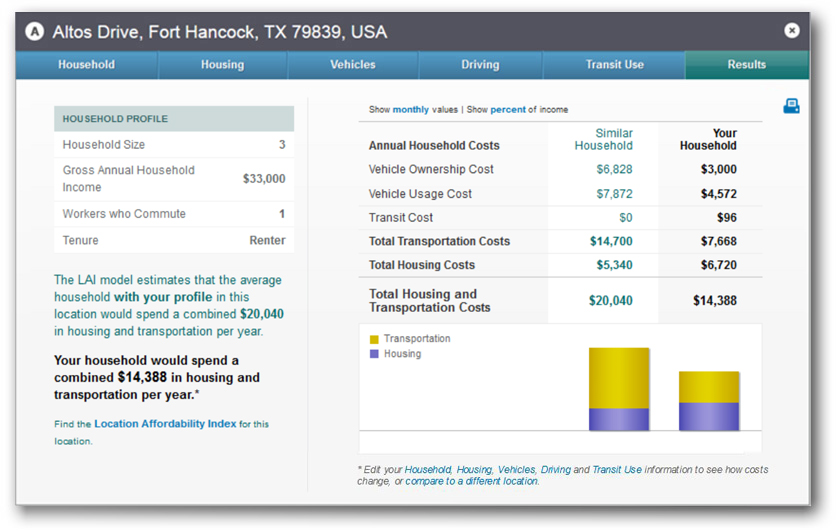 A Altos Drive, Fort Hancock, TX 79839, USA
Household Housing Vehicles Driving Transit Use Results
HOUSEHOLD PROFILE
Household Size 3
Gross Annual Household
Income $33,000
Workers who Commute 1
Tenure Renter
The LAI model estimates that the average
household with your profile in this
location would spend a combined $20,040
in housing and transportation per year.
Your household would spend a
combined $14,388 in housing and
transportation per year.*
Find the Location Affordability Index for this
location.
Show monthly values | Show percent of income
Annual Household Costs Similar Household Your Household
Vehicle Ownership Cost $6,828 $3,000
Vehicle Usage Cost $7,872 $4,572
Transit Cost $0 $96
Total Transportation Costs $14,700 $7,668
Total Housing Costs $5,340 $6,720
Total Housing and
Transportation Costs $20,040 $14,388
Transportation
Housing
* Edit your Household, Housing, Vehicles, Driving and Transit Use information to see how costs
change, or compare to a different location.